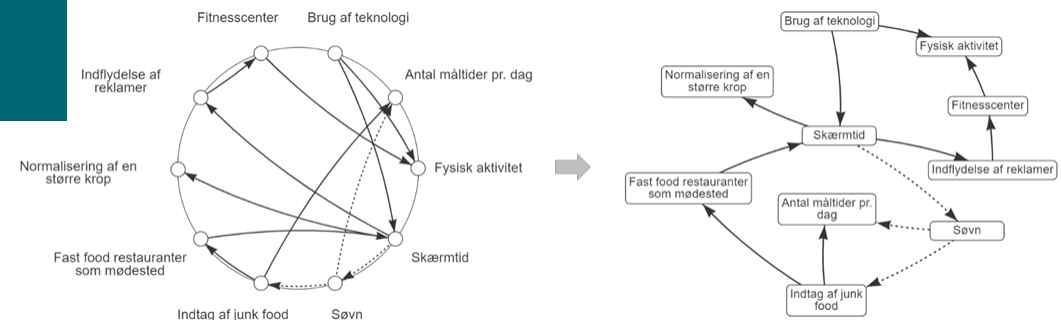 Fitnesscenter
Brug af teknologi
Indflydelse af
reklamer
Antal måltider pr. dag
Normalisering af en
større krop
Fysisk aktivitet
Fast food restauranter
som mødested
Skærmtid
Indtag af junk food
Søvn
Brug af teknologi
Fysisk aktivitet
Normalisering af en
større krop
Fitnesscenter
Skærmtid
Indflydelse af reklamer
Fast food restauranter
som mødested
Antal måltider pr.
dag
Søvn
Indtag af junk
food